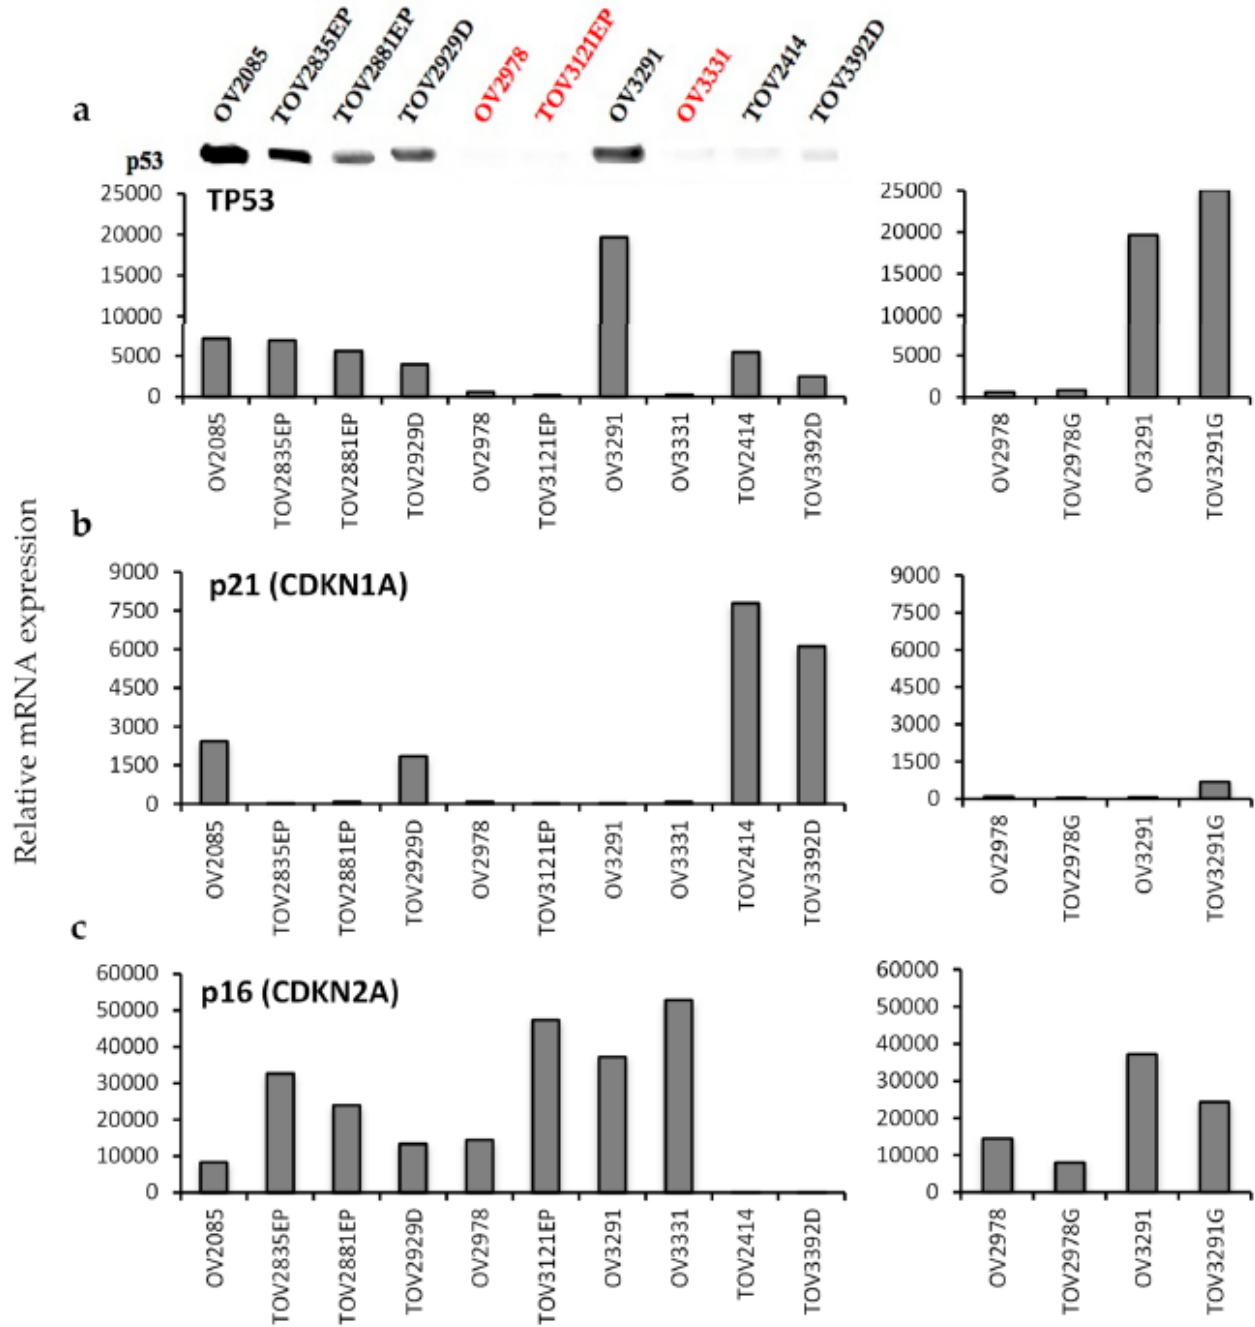 a
OV2085 TOV2835EP TOV2881EP TOV2929D OV2978 TOV3121EP OV3291 OV3331 TOV2414 TOV3392D
p53
TP53
25000
20000
15000
10000
5000
0
OV2085 TOV2835EP TOV2881EP TOV2929D OV2978 TOV3121EP OV3291 OV3331 TOV2414 TOV3392D
25000
20000
15000
10000
5000
0
OV2978 TOV2978G OV3291 TOV3291G
Relative mRNA expression
b
p21 (CDKN1A)
9000
7500
6000
4500
3000
1500
0
OV2085 TOV2835EP TOV2881EP TOV2929D OV2978 TOV3121EP OV3291 OV3331 TOV2414 TOV3392D
9000
7500
6000
4500
3000
1500
0
OV2978 TOV2978G OV3291 TOV3291G
c
p16 (CDKN2A)
60000
50000
40000
30000
20000
10000
0
OV2085 TOV2835EP TOV2881EP TOV2929D OV2978 TOV3121EP OV3291 OV3331 TOV2414 TOV3392D
60000
50000
40000
30000
20000
10000
0
OV2978 TOV2978G OV3291 TOV3291G